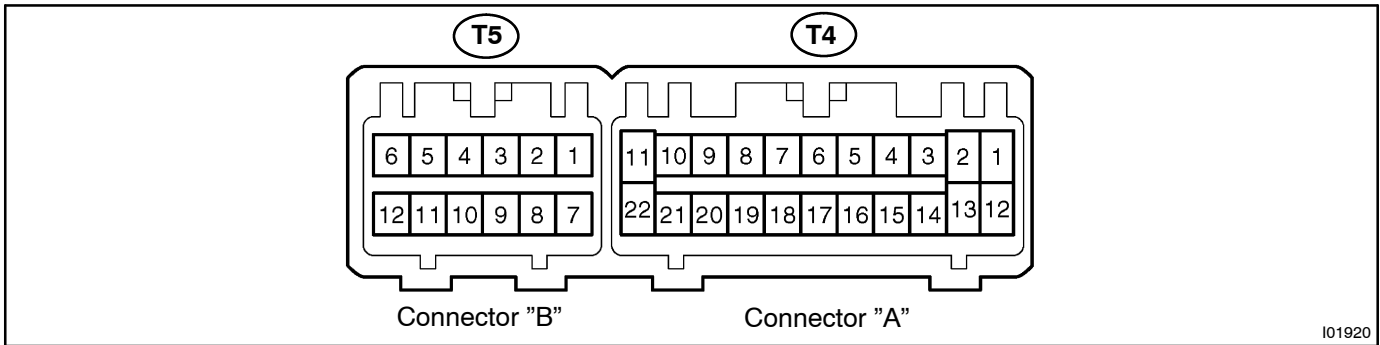 T5 T4
6 5 4 3 2 1 11 10 9 8 7 6 5 4 3 2 1
12 11 10 9 8 7 22 21 20 19 18 17 16 15 14 13 12
Connector ”B” Connector ”A”
I01920